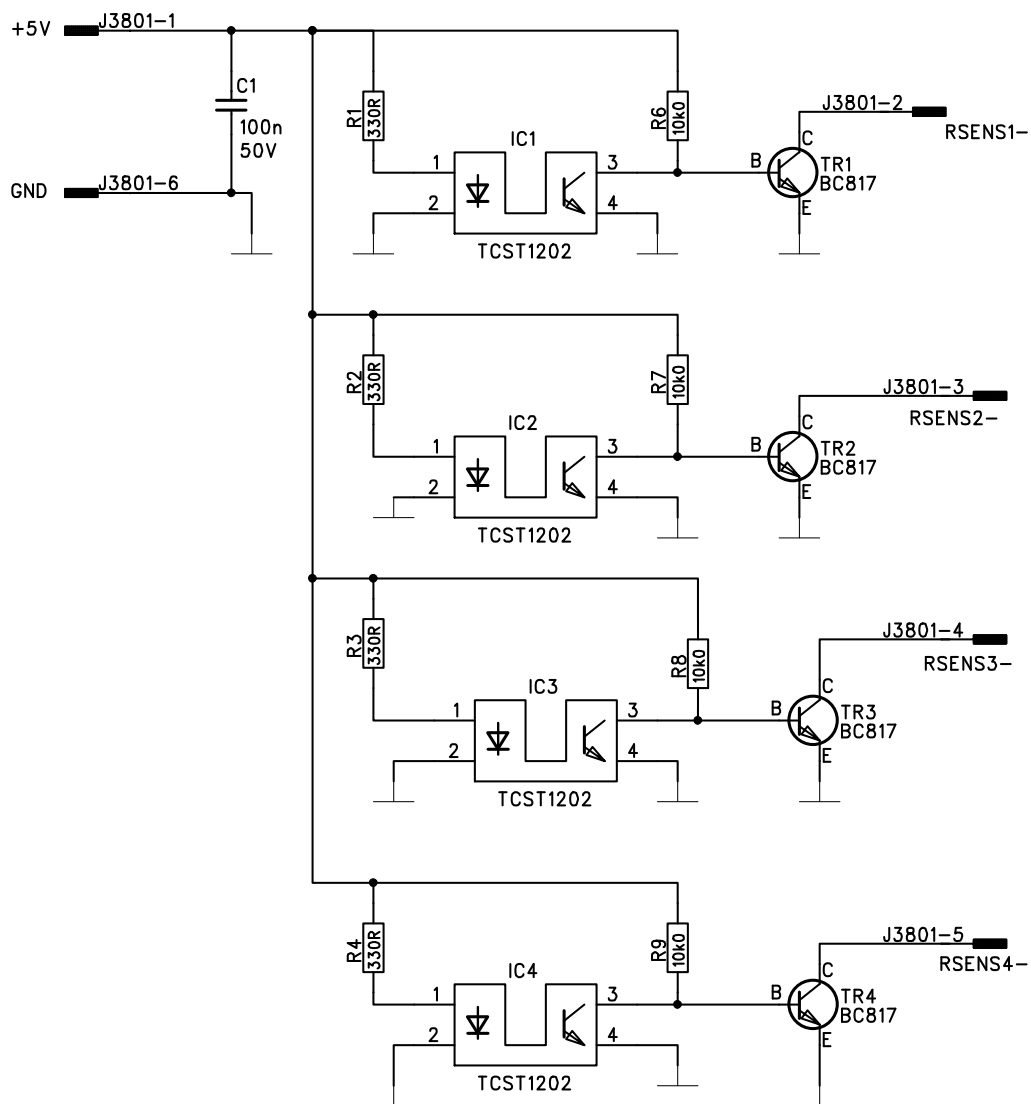 +5V J3801-1
C1
100n
50V
GND J3801-6
R1 330R
R6 10k0
IC1
1 3
2 4
TCST1202
J3801-2
RSENS1-
C
B TR1
BC817
E
R2 330R
R7 10k0
IC2
1 3
2 4
TCST1202
J3801-3
RSENS2-
C
B TR2
BC817
E
R3 330R
R8 10k0
IC3
1 3
2 4
TCST1202
J3801-4
RSENS3-
C
B TR3
BC817
E
R4 330R
R9 10k0
IC4
1 3
2 4
TCST1202
J3801-5
RSENS4-
C
B TR4
BC817
E